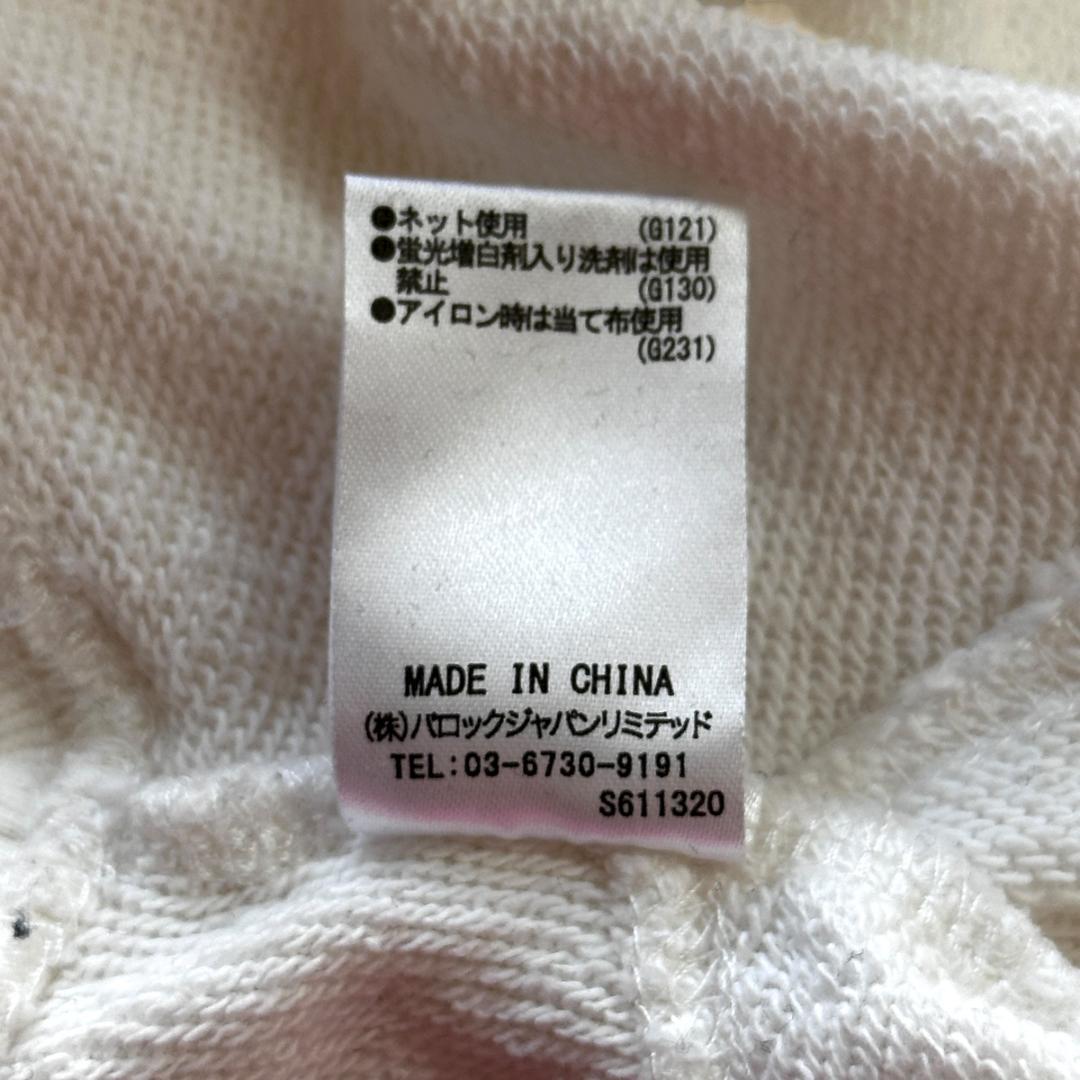 ●ネット使用 (G121)
●蛍光増白剤入り洗剤は使用
禁止 (G130)
●アイロン時は当て布使用
(G231)
MADE IN CHINA
(株)バロックジャパンリミテッド
TEL:03-6730-9191
S611320